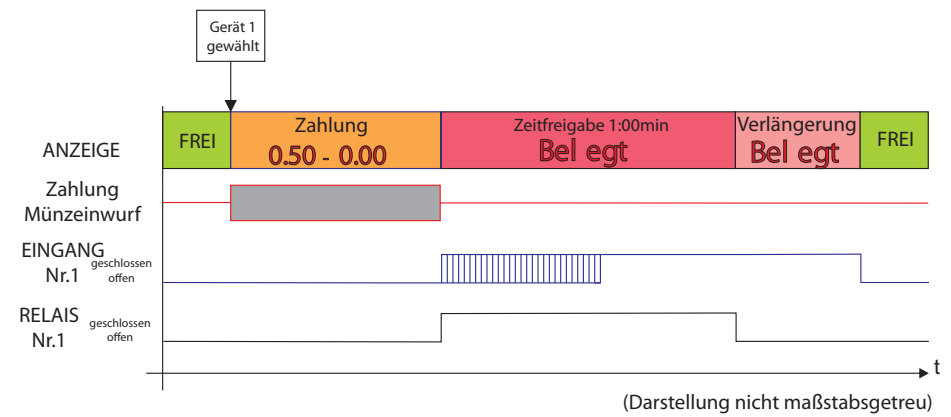 Gerät 1
gewählt
ANZEIGE
FREI
Zahlung
0.50 - 0.00
Zeitfreigabe 1:00min
Bel egt
Verlängerung
Bel egt
FREI
Zahlung
Münzeinwurf
EINGANG
Nr.1
geschlossen
offen
RELAIS
Nr.1
geschlossen
offen
t
(Darstellung nicht maßstabsgetreu)